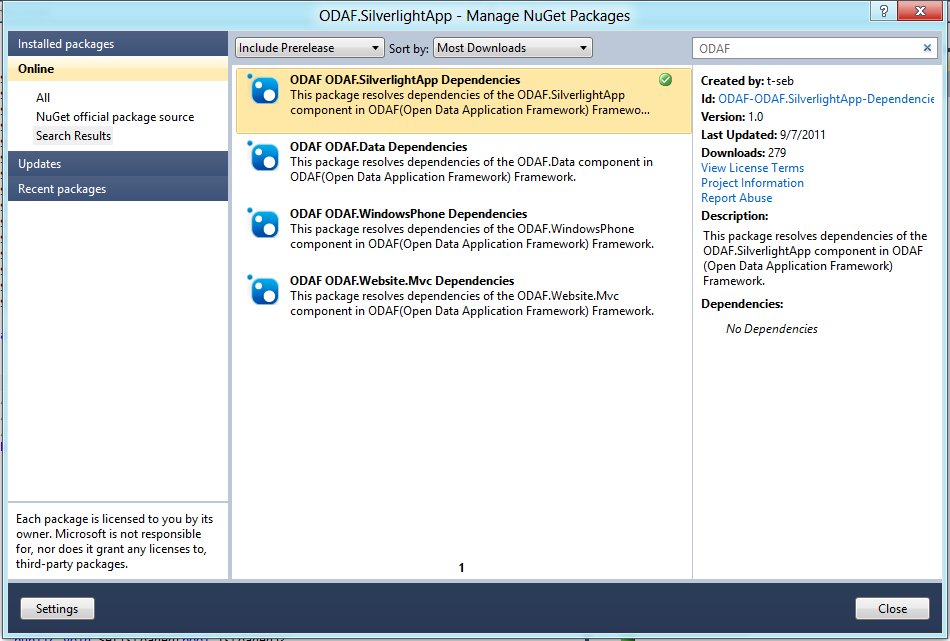 ODAF.SilverlightApp - Manage NuGet Packages
?
Installed packages
Online
All
NuGet official package source
Search Results
Updates
Recent packages
Each package is licensed to you by its
owner. Microsoft is not responsible
for, nor does it grant any licenses to,
third-party packages.
Include Prerelease
Sort by:
Most Downloads
ODAF ODAF.SilverlightApp Dependencies
This package resolves dependencies of the ODAF.SilverlightApp
component in ODAF(Open Data Application Framework) Framewo...
ODAF ODAF.Data Dependencies
This package resolves dependencies of the ODAF.Data component in
ODAF(Open Data Application Framework) Framework.
ODAF ODAF.WindowsPhone Dependencies
This package resolves dependencies of the ODAF.WindowsPhone
component in ODAF(Open Data Application Framework) Framework.
ODAF ODAF.Website.Mvc Dependencies
This package resolves dependencies of the ODAF.Website.Mvc
component in ODAF(Open Data Application Framework) Framework.
1
ODAF
Created by: t-seb
Id: ODAF-ODAF.SilverlightApp-Dependencie
Version: 1.0
Last Updated: 9/7/2011
Downloads: 279
View License Terms
Project Information
Report Abuse
Description:
This package resolves dependencies of the
ODAF.SilverlightApp component in ODAF
(Open Data Application Framework)
Framework.
Dependencies:
No Dependencies
Settings
Close